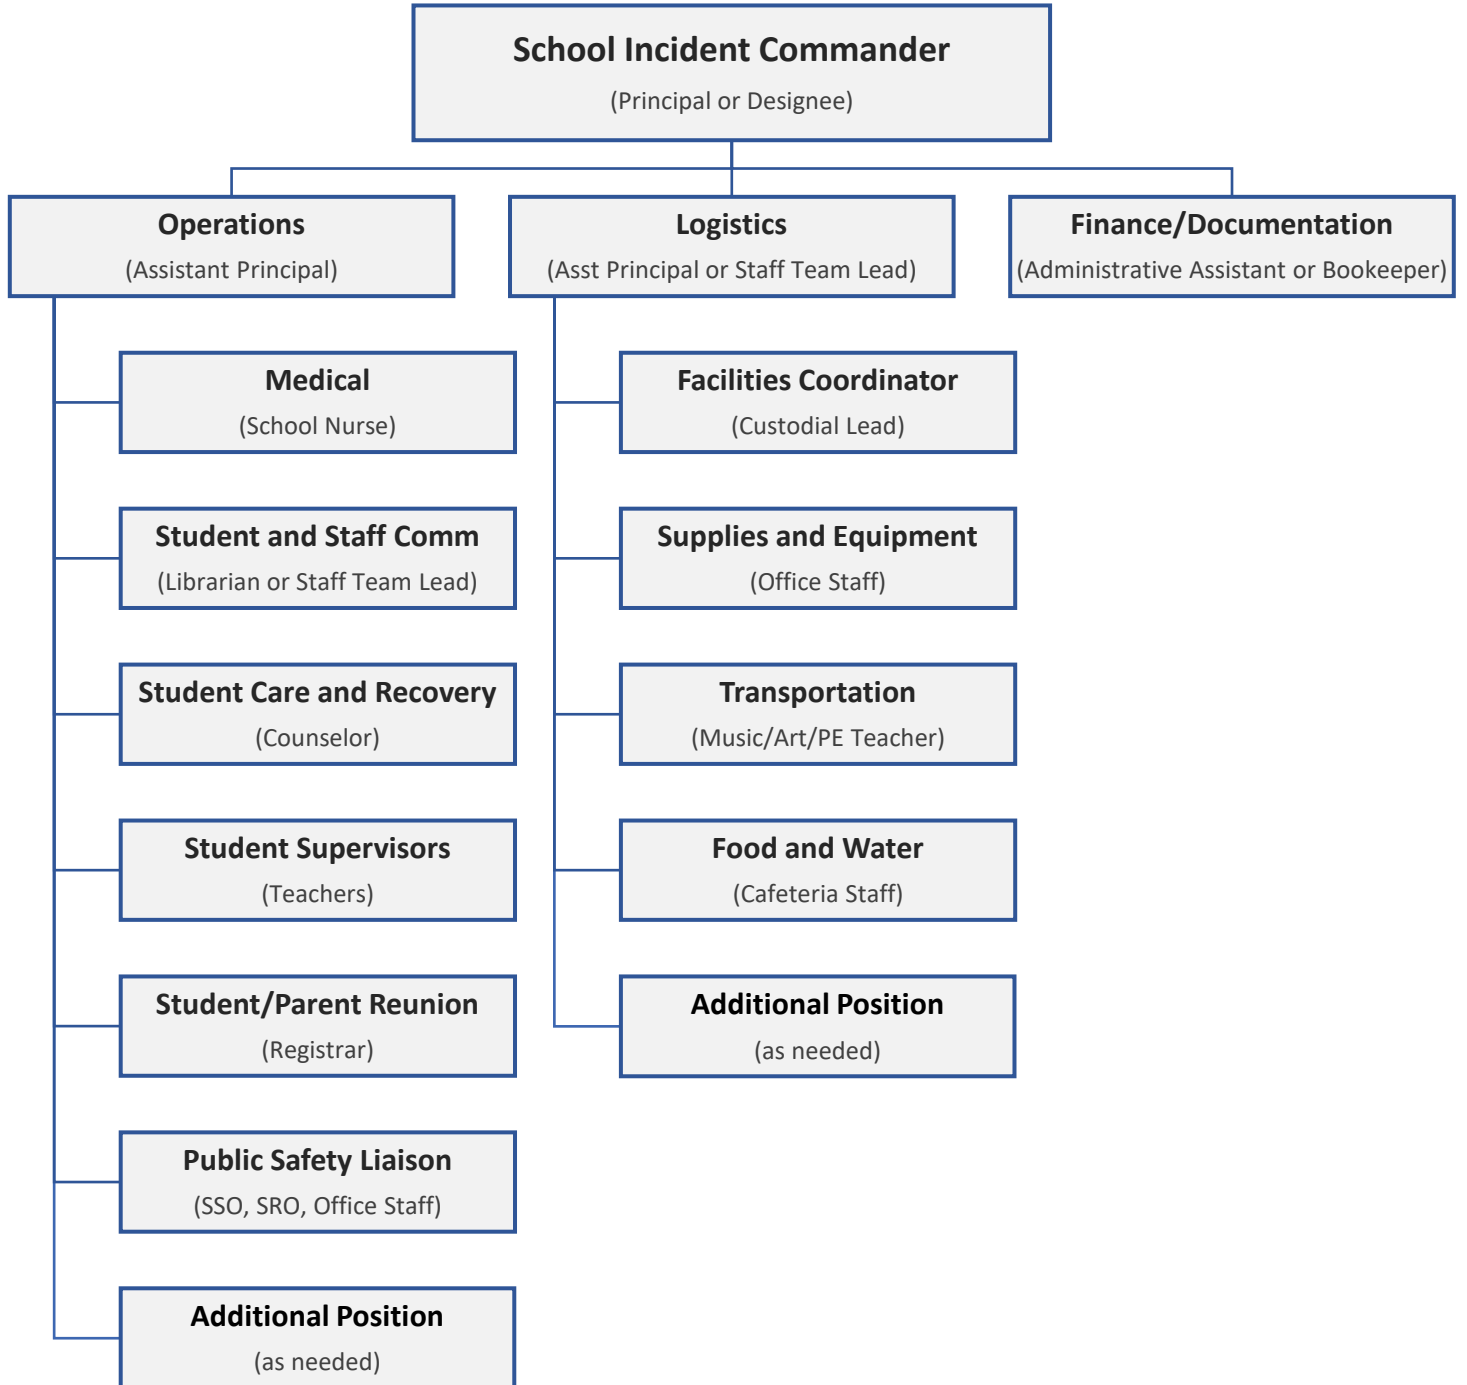 School Incident Commander
(Principal or Designee)
Operations
(Assistant Principal)
Logistics
(Asst Principal or Staff Team Lead)
Finance/Documentation
(Administrative Assistant or Bookeeper)
Medical
(School Nurse)
Student and Staff Comm
(Librarian or Staff Team Lead)
Student Care and Recovery
(Counselor)
Student Supervisors
(Teachers)
Student/Parent Reunion
(Registrar)
Public Safety Liaison
(SSO, SRO, Office Staff)
Additional Position
(as needed)
Facilities Coordinator
(Custodial Lead)
Supplies and Equipment
(Office Staff)
Transportation
(Music/Art/PE Teacher)
Food and Water
(Cafeteria Staff)
Additional Position
(as needed)